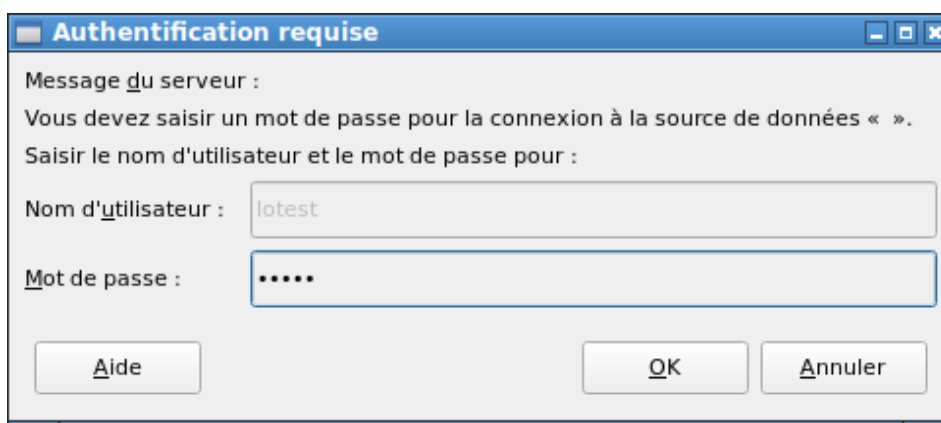 Authentification requise
Message du serveur :
Vous devez saisir un mot de passe pour la connexion à la source de données «  ».
Saisir le nom d'utilisateur et le mot de passe pour :
Nom d'utilisateur : lotest
Mot de passe : •••••
Aide OK Annuler